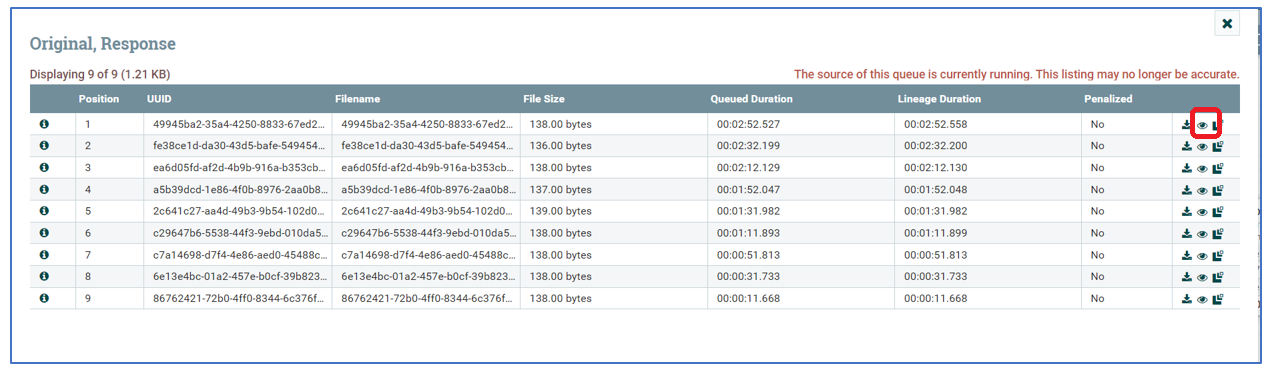 Original, Response
Displaying 9 of 9 (1.21 KB) The source of this queue is currently running. This listing may no longer be accurate.
Position UUID Filename File Size Queued Duration Lineage Duration Penalized
1 49945ba2-35a4-4250-8833-67ed2... 49945ba2-35a4-4250-8833-67ed2... 138.00 bytes 00:02:52.527 00:02:52.558 No
2 fe38ce1d-da30-43d5-bafe-549454... fe38ce1d-da30-43d5-bafe-549454... 136.00 bytes 00:02:32.199 00:02:32.200 No
3 ea6d05fd-af2d-4b9b-916a-b353cb... ea6d05fd-af2d-4b9b-916a-b353cb... 138.00 bytes 00:02:12.129 00:02:12.130 No
4 a5b39dcd-1e86-4f0b-8976-2aa0b8... a5b39dcd-1e86-4f0b-8976-2aa0b8... 137.00 bytes 00:01:52.047 00:01:52.048 No
5 2c641c27-aa4d-49b3-9b54-102d0... 2c641c27-aa4d-49b3-9b54-102d0... 139.00 bytes 00:01:31.982 00:01:31.982 No
6 c29647b6-5538-44f3-9ebd-010da5... c29647b6-5538-44f3-9ebd-010da5... 138.00 bytes 00:01:11.893 00:01:11.899 No
7 c7a14698-d7f4-4e86-aed0-45488c... c7a14698-d7f4-4e86-aed0-45488c... 138.00 bytes 00:00:51.813 00:00:51.813 No
8 6e13e4bc-01a2-457e-b0cf-39b823... 6e13e4bc-01a2-457e-b0cf-39b823... 138.00 bytes 00:00:31.733 00:00:31.733 No
9 86762421-72b0-4ff0-8344-6c376f... 86762421-72b0-4ff0-8344-6c376f... 138.00 bytes 00:00:11.668 00:00:11.668 No